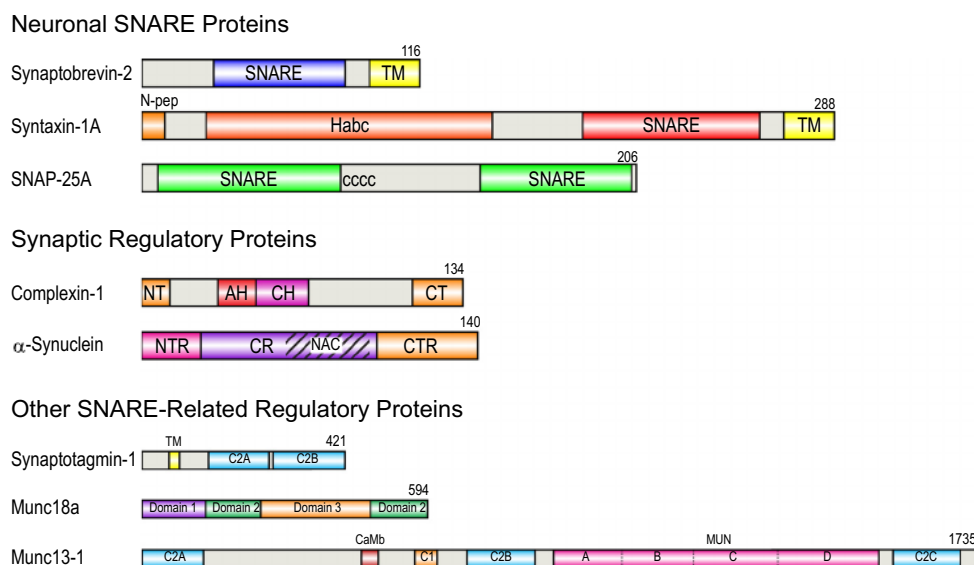 Neuronal SNARE Proteins
116
Synaptobrevin-2 SNARE TM
N-pep 288
Syntaxin-1A Habc SNARE TM
206
SNAP-25A SNARE cccc SNARE
Synaptic Regulatory Proteins
134
Complexin-1 NT AH CH CT
140
α-Synuclein NTR CR NAC CTR
Other SNARE-Related Regulatory Proteins
TM 421
Synaptotagmin-1 C2A C2B
594
Munc18a Domain 1 Domain 2 Domain 3 Domain 2
CaMb MUN 1735
Munc13-1 C2A C1 C2B A B C D C2C